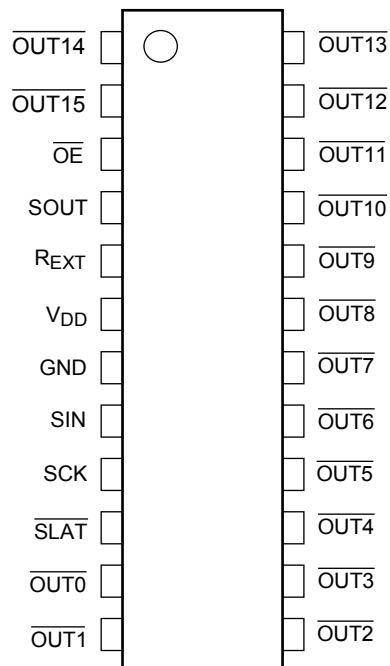 OUT14 OUT13
OUT15 OUT12
OE OUT11
SOUT OUT10
REXT OUT9
VDD OUT8
GND OUT7
SIN OUT6
SCK OUT5
SLAT OUT4
OUT0 OUT3
OUT1 OUT2